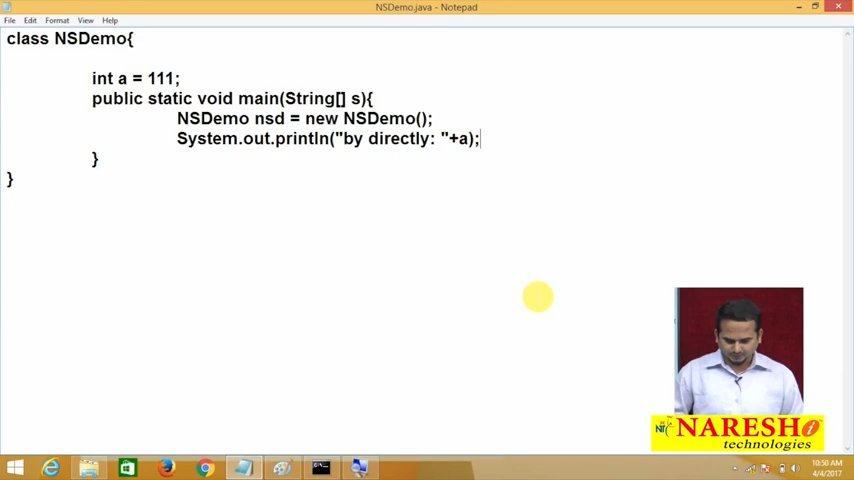 NSDemo.java - Notepad
File Edit Format View Help
class NSDemo{
int a = 111;
public static void main(String[] s){
NSDemo nsd = new NSDemo();
System.out.println("by directly: "+a);
}
}
NARESH i
technologies
10:50 AM
4/4/2017